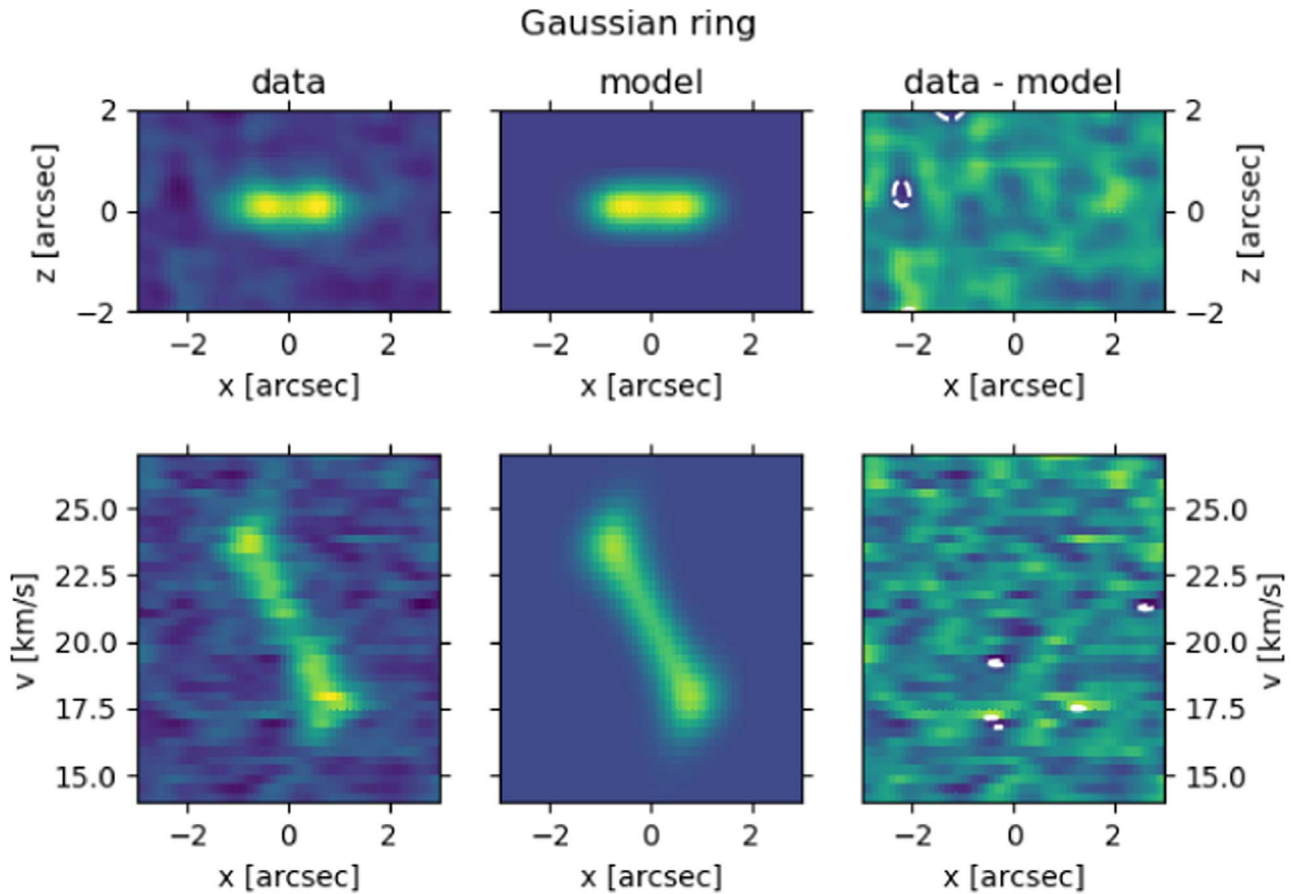 Gaussian ring
data model data - model
2 2
z [arcsec] 0 0 z [arcsec]
−2 −2
−2 0 2 −2 0 2 −2 0 2
x [arcsec] x [arcsec] x [arcsec]
25.0 25.0
22.5 22.5
v [km/s] 20.0 20.0 v [km/s]
17.5 17.5
15.0 15.0
−2 0 2 −2 0 2 −2 0 2
x [arcsec] x [arcsec] x [arcsec]